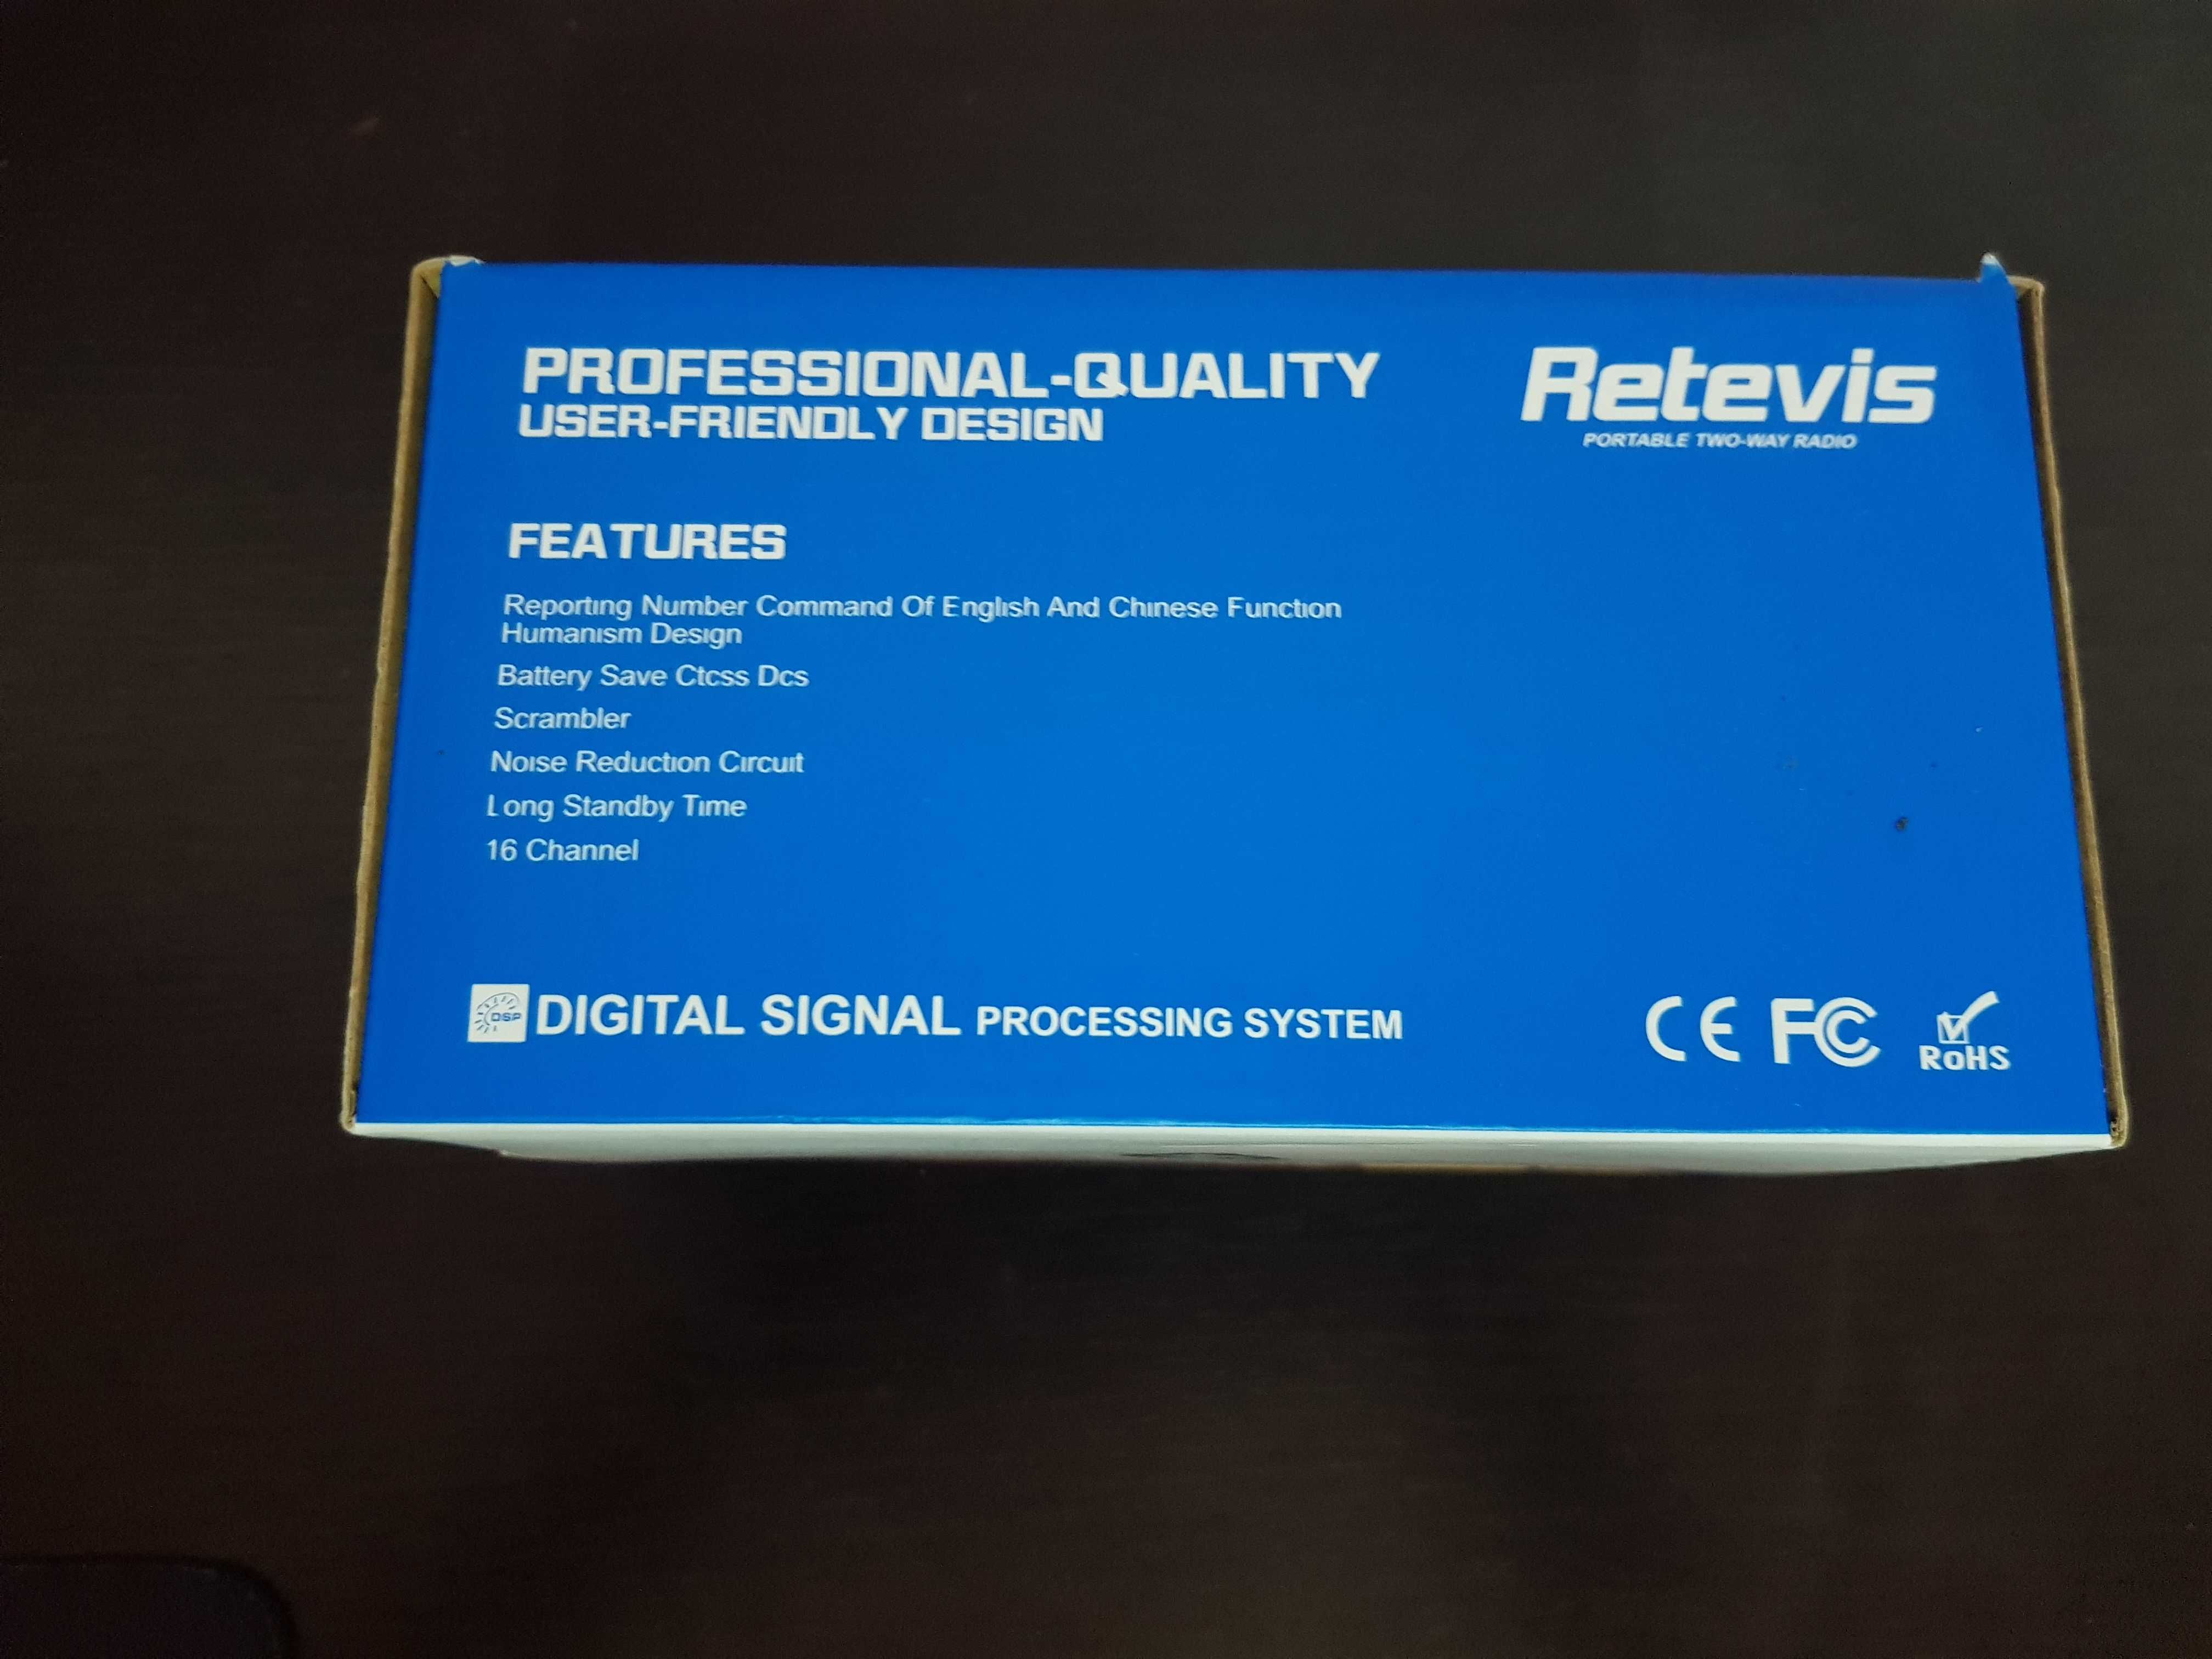 PROFESSIONAL-QUALITY
USER-FRIENDLY DESIGN
Retevis
PORTABLE TWO-WAY RADIO
FEATURES
Reporting Number Command Of English And Chinese Function
Humanism Design
Battery Save Ctcss Dcs
Scrambler
Noise Reduction Circuit
Long Standby Time
16 Channel
DSP DIGITAL SIGNAL PROCESSING SYSTEM
CE FC RoHS